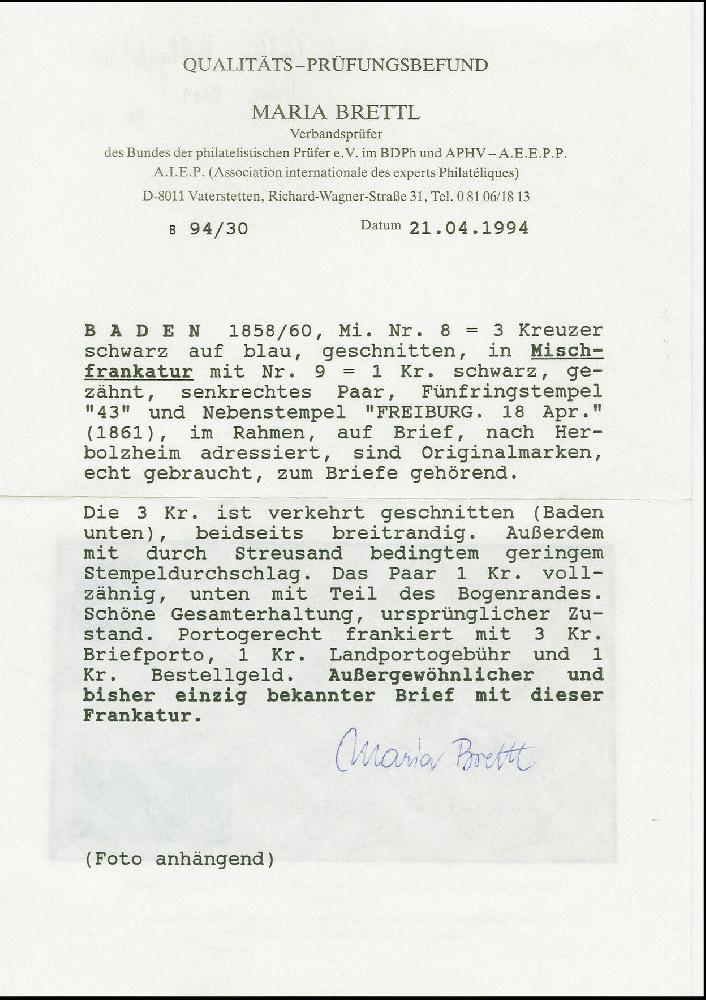 QUALITÄTS–PRÜFUNGSBEFUND
MARIA BRETTL
Verbandsprüfer
des Bundes der philatelistischen Prüfer e.V. im BDPh und APHV – A.E.E.P.P.
A.I.E.P. (Association internationale des experts Philatéliques)
D-8011 Vaterstetten, Richard-Wagner-Straße 31, Tel. 0 81 06/18 13
B 94/30 Datum 21.04.1994
B A D E N 1858/60, Mi. Nr. 8 = 3 Kreuzer
schwarz auf blau, geschnitten, in Misch-
frankatur mit Nr. 9 = 1 Kr. schwarz, ge-
zähnt, senkrechtes Paar, Fünfringstempel
"43" und Nebenstempel "FREIBURG. 18 Apr."
(1861), im Rahmen, auf Brief, nach Her-
bolzheim adressiert, sind Originalmarken,
echt gebraucht, zum Briefe gehörend.
Die 3 Kr. ist verkehrt geschnitten (Baden
unten), beidseits breitrandig. Außerdem
mit durch Streusand bedingtem geringem
Stempeldurchschlag. Das Paar 1 Kr. voll-
zähnig, unten mit Teil des Bogenrandes.
Schöne Gesamterhaltung, ursprünglicher Zu-
stand. Portogerecht frankiert mit 3 Kr.
Briefporto, 1 Kr. Landportogebühr und 1
Kr. Bestellgeld. Außergewöhnlicher und
bisher einzig bekannter Brief mit dieser
Frankatur.
Maria Brettl
(Foto anhängend)